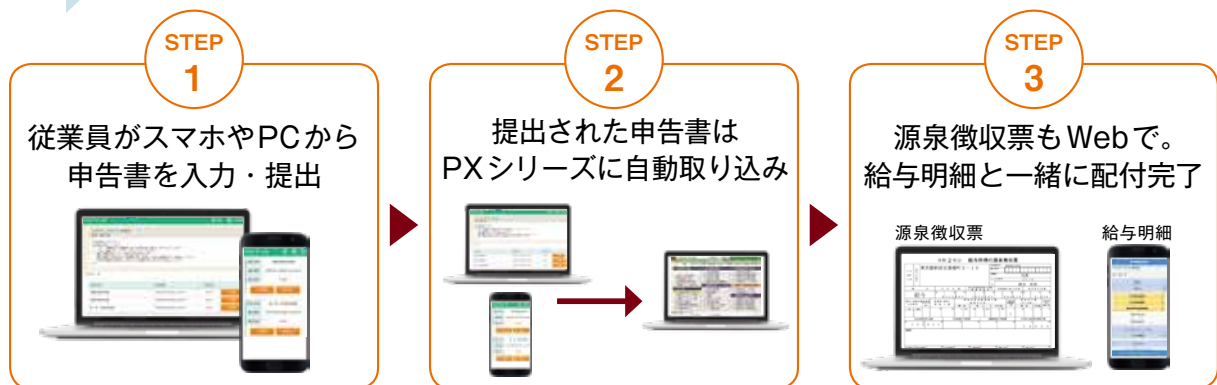 STEP
1
従業員がスマホやPCから
申告書を入力・提出
STEP
2
提出された申告書は
PXシリーズに自動取り込み
STEP
3
源泉徴収票もWebで。
給与明細と一緒に配付完了
源泉徴収票
給与明細